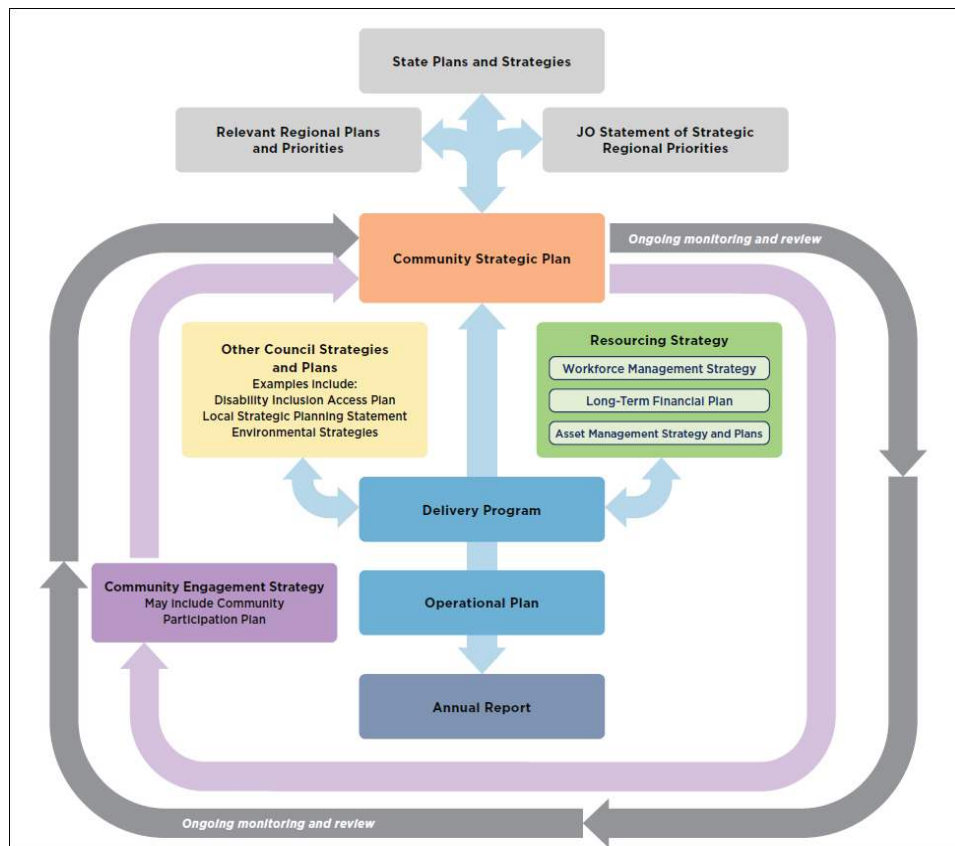 State Plans and Strategies
Relevant Regional Plans
and Priorities
JO Statement of Strategic
Regional Priorities
Community Strategic Plan
Ongoing monitoring and review
Other Council Strategies
and Plans
Examples include:
Disability Inclusion Access Plan
Local Strategic Planning Statement
Environmental Strategies
Resourcing Strategy
Workforce Management Strategy
Long-Term Financial Plan
Asset Management Strategy and Plans
Delivery Program
Community Engagement Strategy
May include Community
Participation Plan
Operational Plan
Annual Report
Ongoing monitoring and review